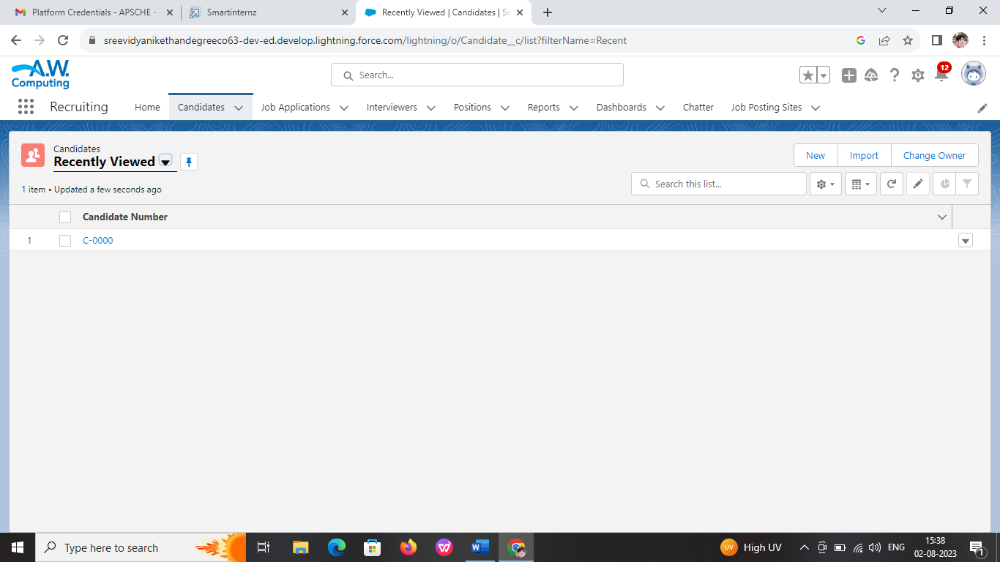 Platform Credentials - APSCHE -
Smartinternz
Recently Viewed | Candidates | Sa
sreevidyanikethandegreeco63-dev-ed.develop.lightning.force.com/lightning/o/Candidate__c/list?filterName=Recent
A.W.
Computing
Search...
12
Recruiting Home Candidates Job Applications Interviewers Positions Reports Dashboards Chatter Job Posting Sites
Candidates
Recently Viewed
New Import Change Owner
1 item • Updated a few seconds ago
Search this list...
Candidate Number
1 C-0000
Type here to search
UV High UV
ENG
15:38
02-08-2023
1